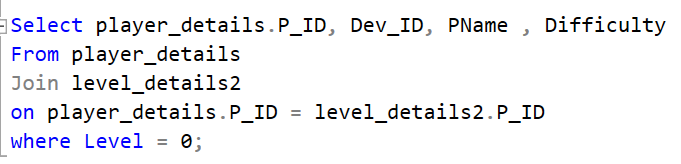 Select player_details.P_ID, Dev_ID, PName , Difficulty
From player_details
Join level_details2
on player_details.P_ID = level_details2.P_ID
where Level = 0;